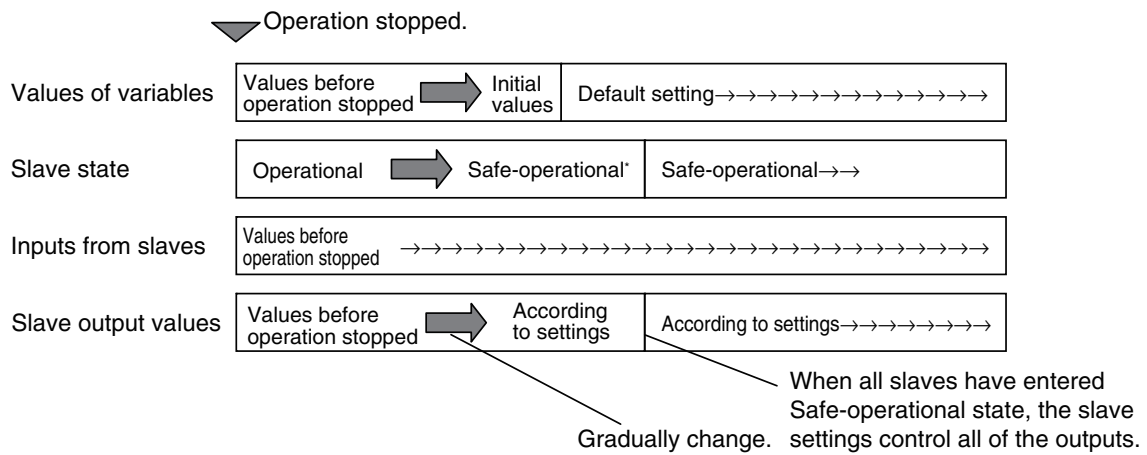 Operation stopped.
Values of variables
Values before
operation stopped
Initial
values
Default setting→→→→→→→→→→→→→
Slave state
Operational
Safe-operational*
Safe-operational→→
Inputs from slaves
Values before
operation stopped
→→→→→→→→→→→→→→→→→→→→→→→→→→→→
Slave output values
Values before
operation stopped
According
to settings
According to settings→→→→→→→→
Gradually change.
When all slaves have entered
Safe-operational state, the slave
settings control all of the outputs.